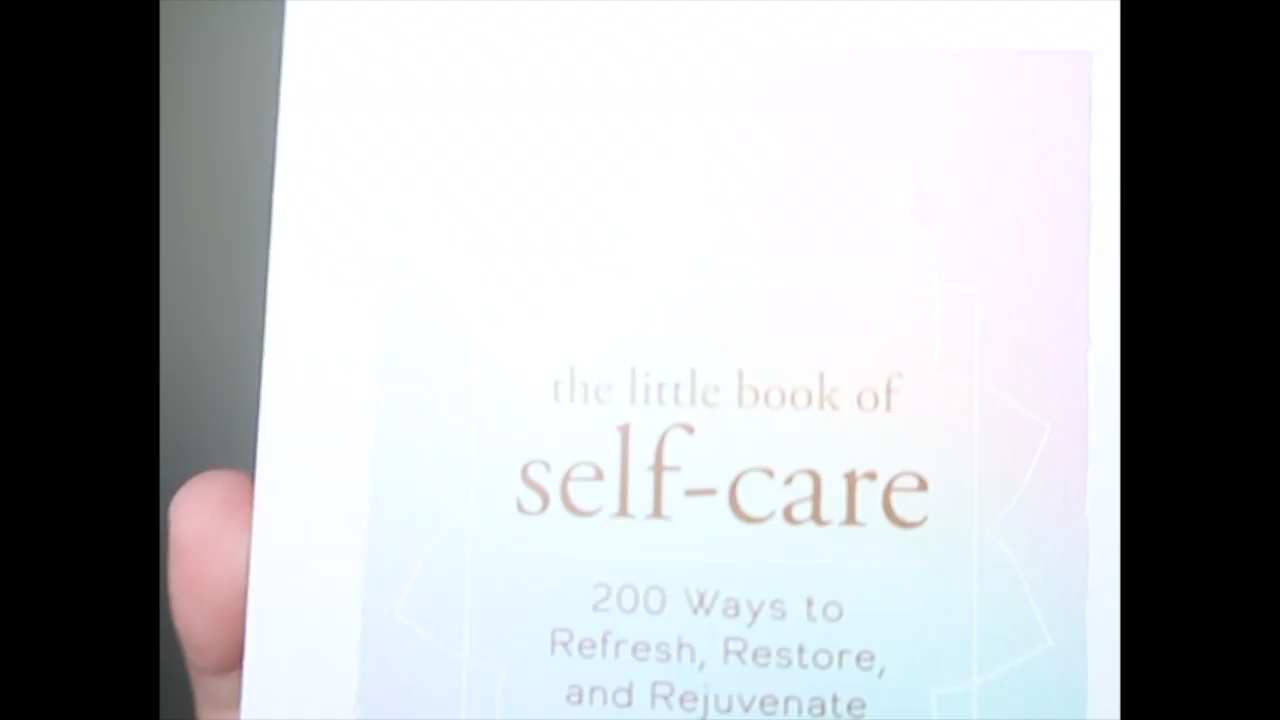 the little book of
self-care
200 Ways to
Refresh, Restore,
and Rejuvenate